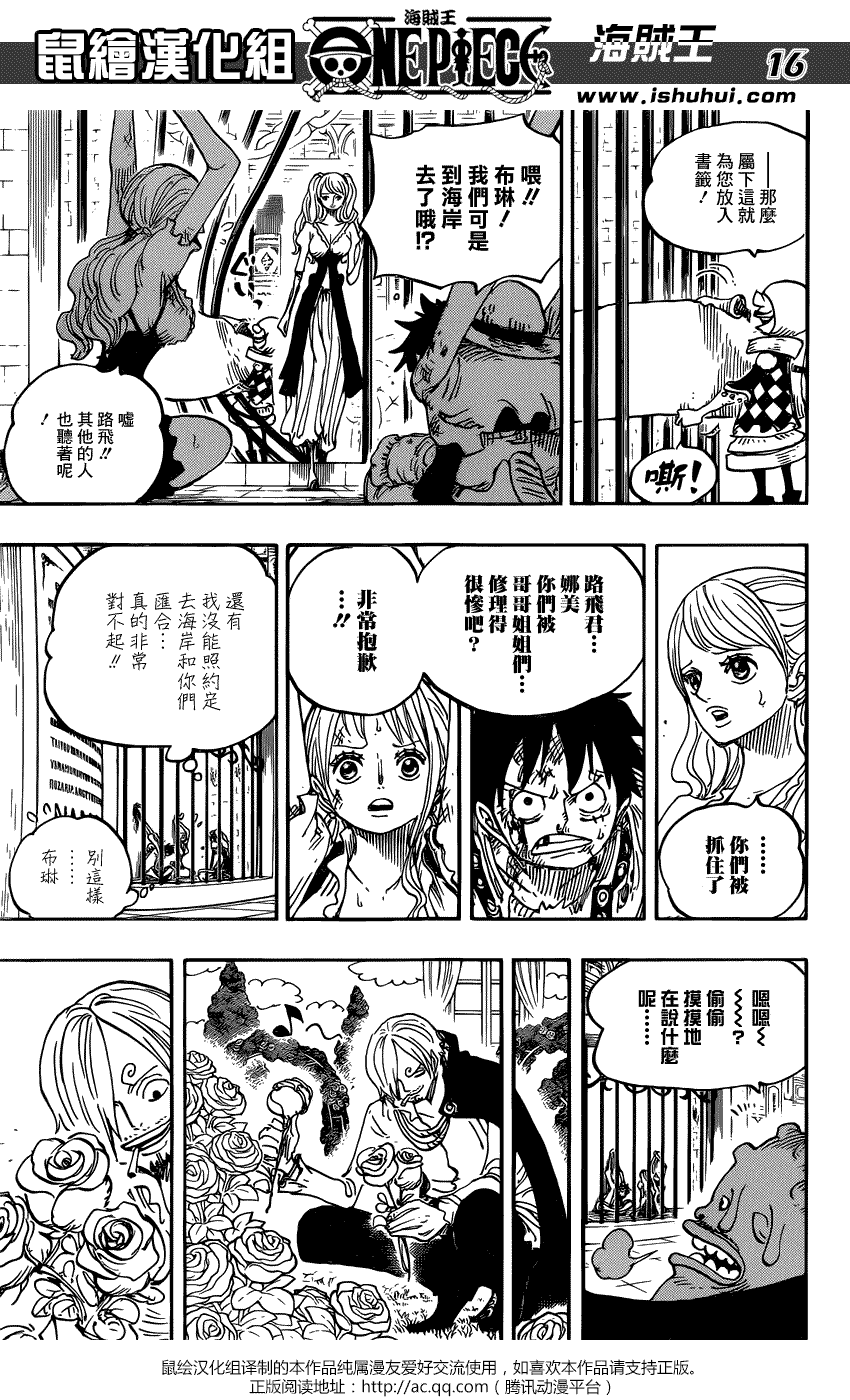 鼠繪漢化組
海賊王
ONE PIECE
海賊王
16
www.ishuhui.com
——那麼
屬下這就
為您放入
書籤！
嘶！
喂!!
布琳！
我們可是
到海岸
去了哦!?
噓
路飛!!
其他的人
也聽著呢
！
……
你們被
抓住了
路飛君…
娜美
你們被
哥哥姐姐們…
修理得
很慘吧？
非常抱歉
…!!
還有
我沒能照約定
去海岸和你們
匯合…
真的非常
對不起!!
別這樣
……
布琳
嗯嗯～
～～～？
偷偷
摸摸地
在說什麼
呢……
鼠绘汉化组译制的本作品纯属漫友爱好交流使用，如喜欢本作品请支持正版。
正版阅读地址：http://ac.qq.com（腾讯动漫平台）